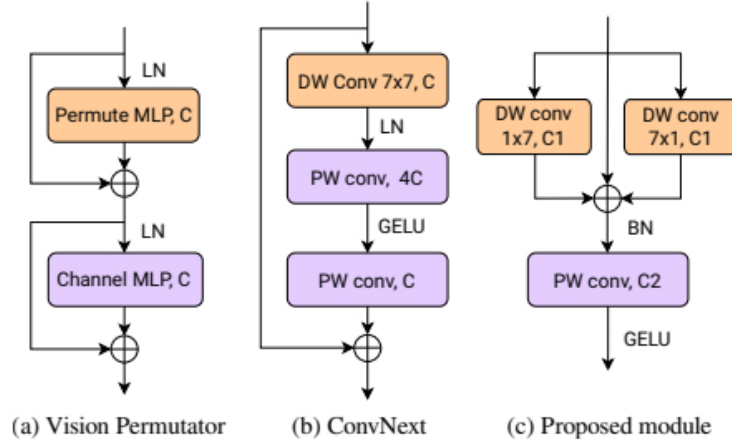 LN
Permute MLP, C
LN
Channel MLP, C
(a) Vision Permutator
DW Conv 7x7, C
LN
PW conv, 4C
GELU
PW conv, C
(b) ConvNext
DW conv
1x7, C1
DW conv
7x1, C1
BN
PW conv, C2
GELU
(c) Proposed module